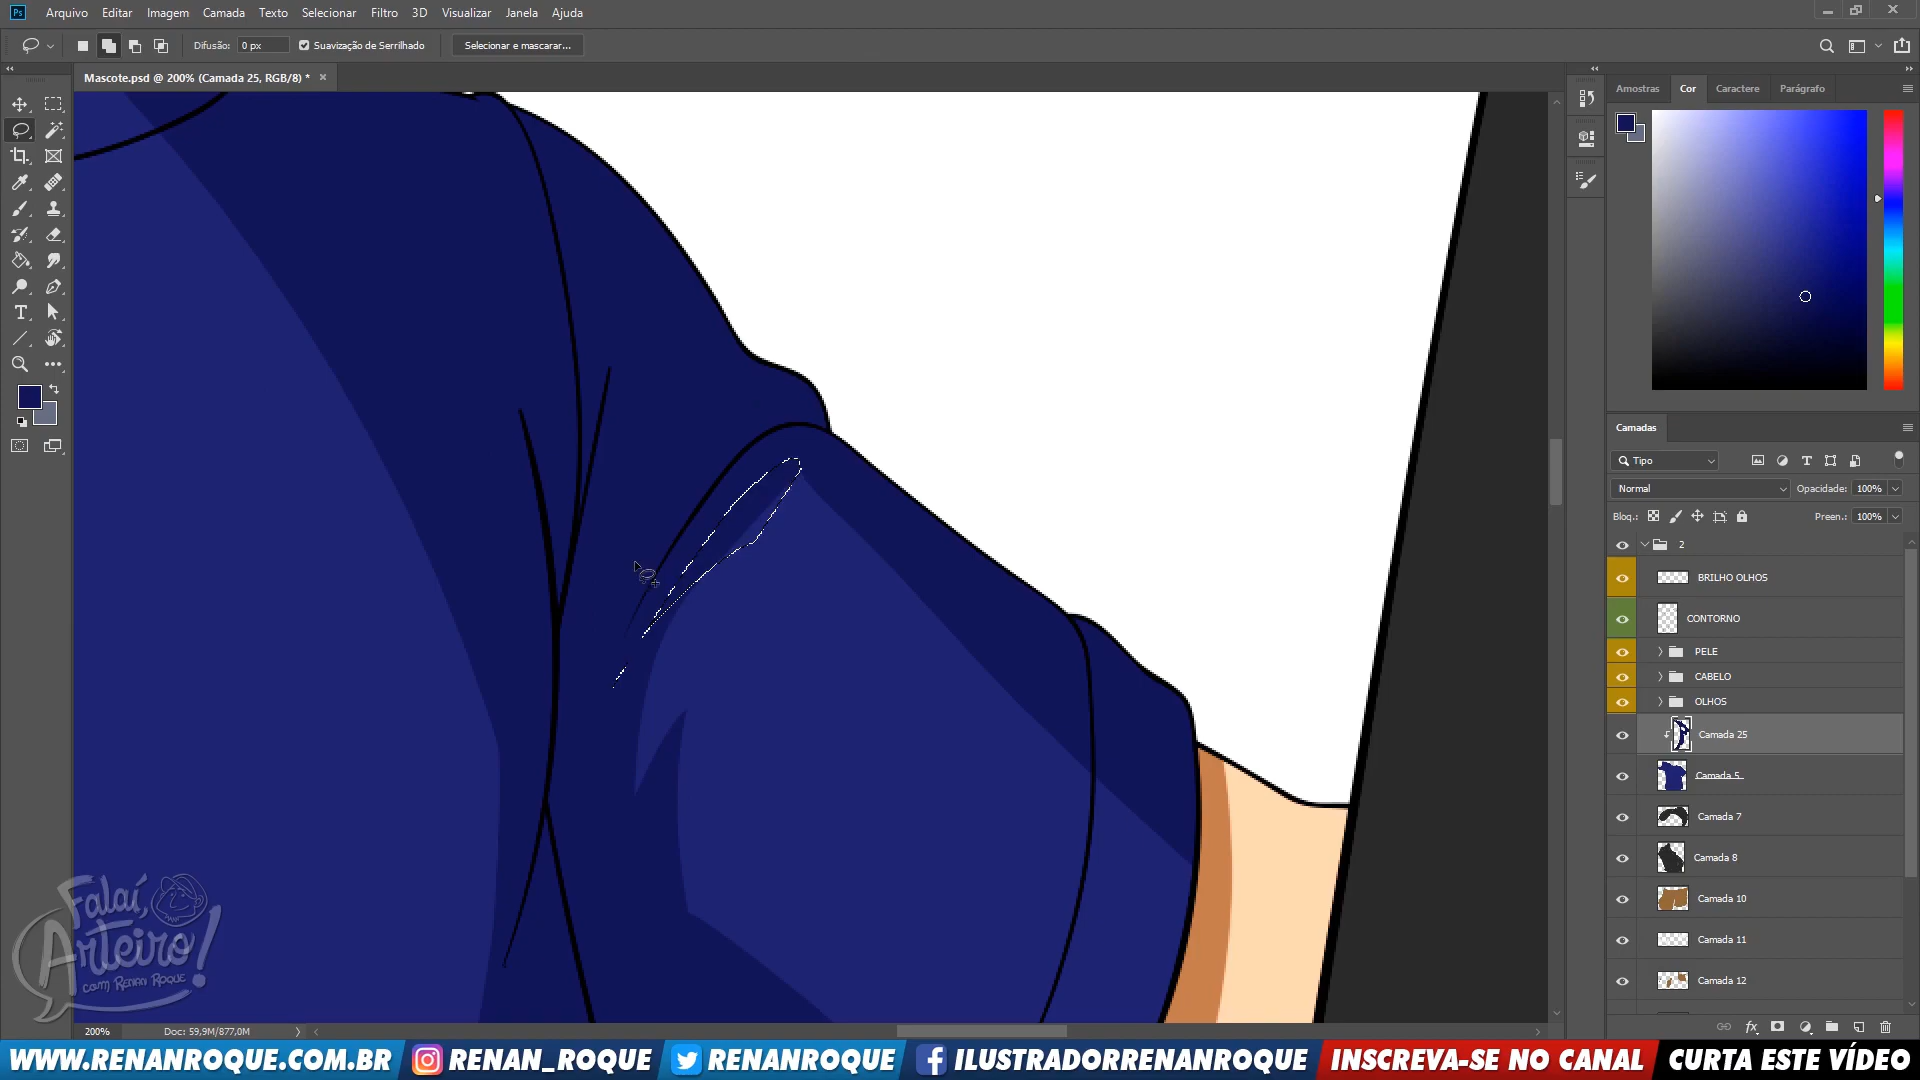 Ps Arquivo Editar Imagem Camada Texto Selecionar Filtro 3D Visualizar Janela Ajuda
Difusão: 0 px Suavização de Serrilhado Selecionar e mascarar...
Mascote.psd @ 200% (Camada 25, RGB/8) * ×
Amostras Cor Caractere Parágrafo
Camadas
Tipo
Normal Opacidade: 100%
Bloq.: Preen.: 100%
2
BRILHO OLHOS
CONTORNO
PELE
CABELO
OLHOS
Camada 25
Camada 5
Camada 7
Camada 8
Camada 10
Camada 11
Camada 12
fx
Falaí,
Arteiro!
com Renan Roque
200% Doc: 59,9M/877,0M
WWW.RENANROQUE.COM.BR RENAN_ROQUE RENANROQUE ILUSTRADORRENANROQUE INSCREVA-SE NO CANAL CURTA ESTE VÍDEO